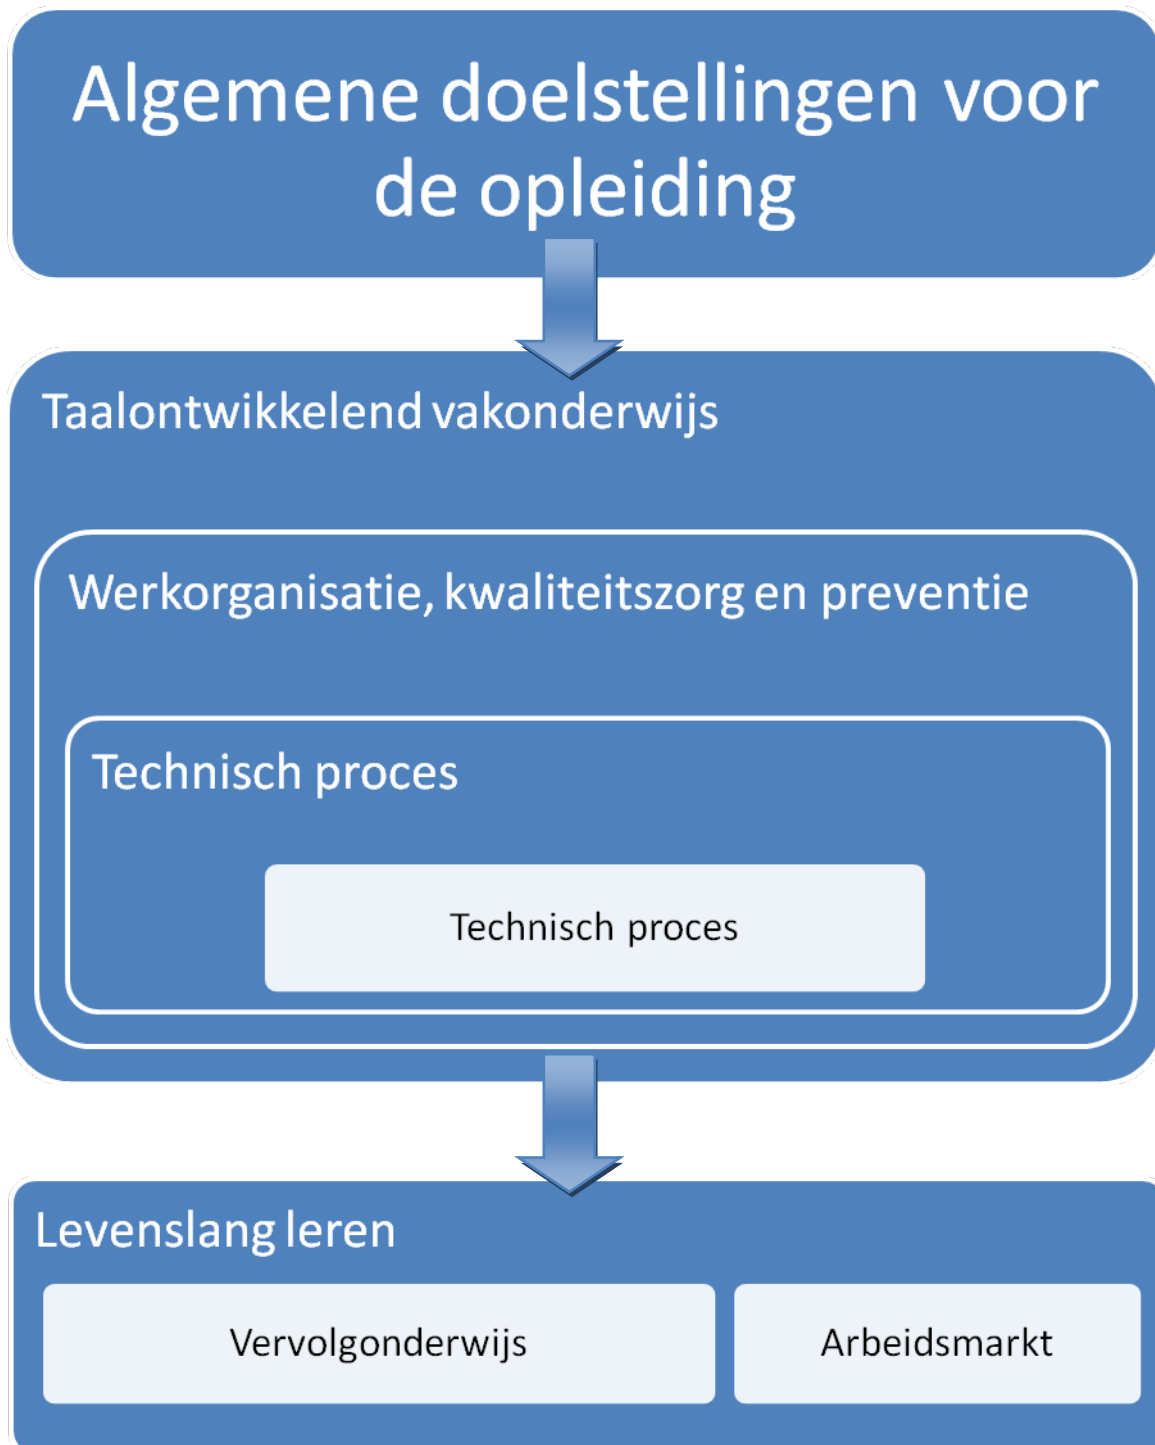 Algemene doelstellingen voor
de opleiding
Taalontwikkelend vakonderwijs
Werkorganisatie, kwaliteitszorg en preventie
Technisch proces
Technisch proces
Levenslang leren
Vervolgonderwijs
Arbeidsmarkt